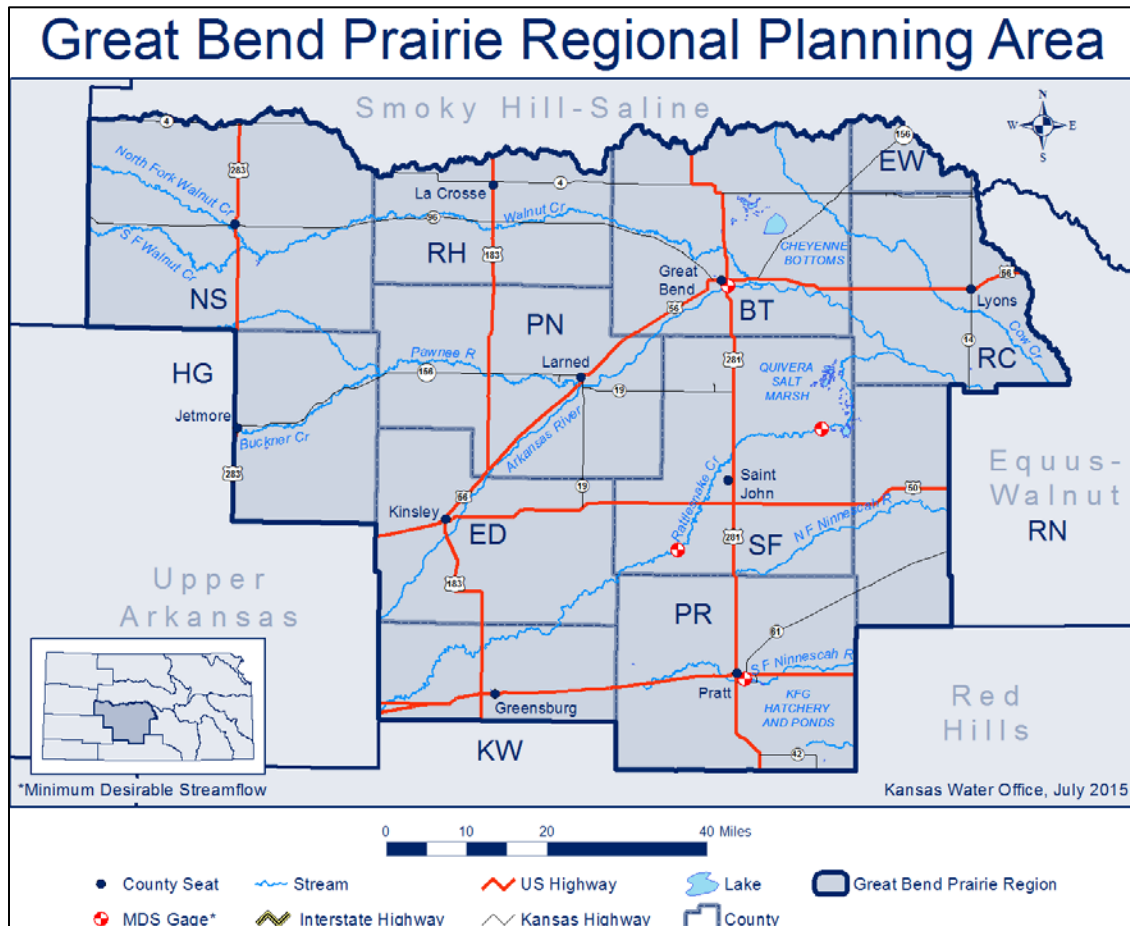 Great Bend Prairie Regional Planning Area
Smoky Hill-Saline
N
W E
S
4
156
EW
283
North Fork Walnut Cr
La Crosse
4
96
Walnut Cr
CHEYENNE
BOTTOMS
S F Walnut Cr
RH
183
Great
Bend
56
Lyons
NS
PN
56
BT
Cow Cr
14
RC
HG
Pawnee R
156
Larned
19
281
QUIVERA
SALT
MARSH
Jetmore
Buckner Cr
283
Arkansas River
19
Rattlesnake Cr
Saint
John
50
Equus-
Walnut
RN
Kinsley
56
ED
183
281
SF
N F Ninnescah R
Upper
Arkansas
PR
61
S F Ninnescah R
Pratt
KFG
HATCHERY
AND PONDS
Red
Hills
Greensburg
KW
42
*Minimum Desirable Streamflow
Kansas Water Office, July 2015
0 10 20 40 Miles
County Seat Stream US Highway Lake Great Bend Prairie Region
MDS Gage* Interstate Highway Kansas Highway County